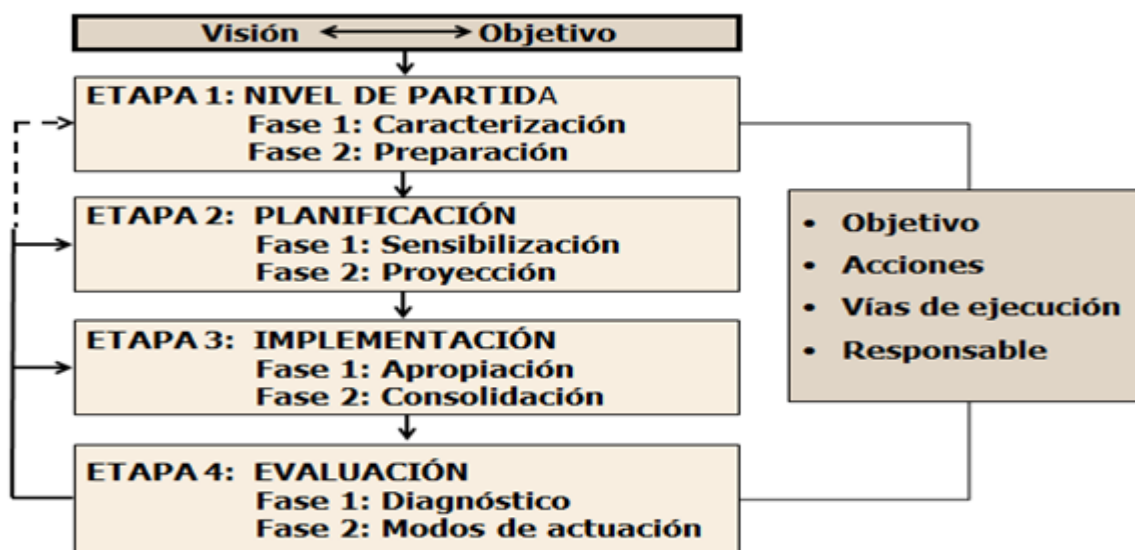 Visión Objetivo
ETAPA 1: NIVEL DE PARTIDA
Fase 1: Caracterización
Fase 2: Preparación
ETAPA 2: PLANIFICACIÓN
Fase 1: Sensibilización
Fase 2: Proyección
ETAPA 3: IMPLEMENTACIÓN
Fase 1: Apropiación
Fase 2: Consolidación
ETAPA 4: EVALUACIÓN
Fase 1: Diagnóstico
Fase 2: Modos de actuación
• Objetivo
• Acciones
• Vías de ejecución
• Responsable